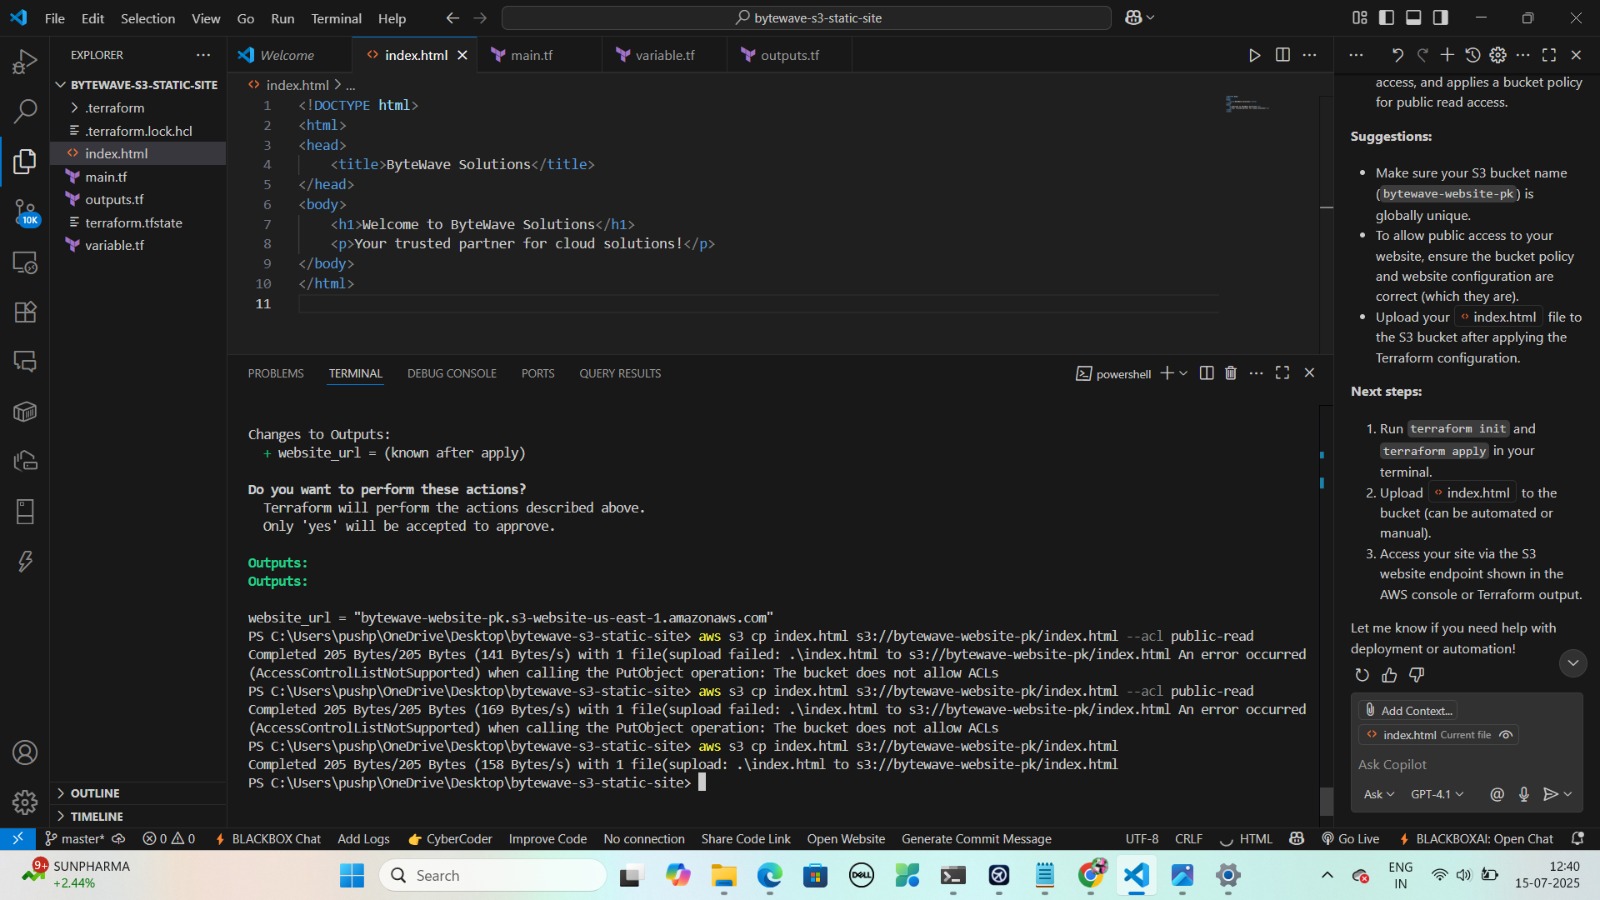 File Edit Selection View Go Run Terminal Help
bytewave-s3-static-site
EXPLORER
BYTEWAVE-S3-STATIC-SITE
.terraform
.terraform.lock.hcl
index.html
main.tf
outputs.tf
terraform.tfstate
variable.tf
OUTLINE
TIMELINE
10K
Welcome
index.html
main.tf
variable.tf
outputs.tf
index.html > ...
1 <!DOCTYPE html>
2 <html>
3 <head>
4 <title>ByteWave Solutions</title>
5 </head>
6 <body>
7 <h1>Welcome to ByteWave Solutions</h1>
8 <p>Your trusted partner for cloud solutions!</p>
9 </body>
10 </html>
11
PROBLEMS TERMINAL DEBUG CONSOLE PORTS QUERY RESULTS
powershell
Changes to Outputs:
+ website_url = (known after apply)
Do you want to perform these actions?
Terraform will perform the actions described above.
Only 'yes' will be accepted to approve.
Outputs:
Outputs:
website_url = "bytewave-website-pk.s3-website-us-east-1.amazonaws.com"
PS C:\Users\pushp\OneDrive\Desktop\bytewave-s3-static-site> aws s3 cp index.html s3://bytewave-website-pk/index.html --acl public-read
Completed 205 Bytes/205 Bytes (141 Bytes/s) with 1 file(supload failed: .\index.html to s3://bytewave-website-pk/index.html An error occurred
(AccessControlListNotSupported) when calling the PutObject operation: The bucket does not allow ACLs
PS C:\Users\pushp\OneDrive\Desktop\bytewave-s3-static-site> aws s3 cp index.html s3://bytewave-website-pk/index.html --acl public-read
Completed 205 Bytes/205 Bytes (169 Bytes/s) with 1 file(supload failed: .\index.html to s3://bytewave-website-pk/index.html An error occurred
(AccessControlListNotSupported) when calling the PutObject operation: The bucket does not allow ACLs
PS C:\Users\pushp\OneDrive\Desktop\bytewave-s3-static-site> aws s3 cp index.html s3://bytewave-website-pk/index.html
Completed 205 Bytes/205 Bytes (158 Bytes/s) with 1 file(supload: .\index.html to s3://bytewave-website-pk/index.html
PS C:\Users\pushp\OneDrive\Desktop\bytewave-s3-static-site>
access, and applies a bucket policy
for public read access.
Suggestions:
• Make sure your S3 bucket name
(bytewave-website-pk) is
globally unique.
• To allow public access to your
website, ensure the bucket policy
and website configuration are
correct (which they are).
• Upload your index.html file to
the S3 bucket after applying the
Terraform configuration.
Next steps:
1. Run terraform init and
terraform apply in your
terminal.
2. Upload index.html to the
bucket (can be automated or
manual).
3. Access your site via the S3
website endpoint shown in the
AWS console or Terraform output.
Let me know if you need help with
deployment or automation!
Add Context...
index.html Current file
Ask Copilot
Ask GPT-4.1
master* 0 0 BLACKBOX Chat Add Logs CyberCoder Improve Code No connection Share Code Link Open Website Generate Commit Message UTF-8 CRLF HTML Go Live BLACKBOXAI: Open Chat
9+
SUNPHARMA
+2.44%
Search
DELL
ENG
IN
12:40
15-07-2025